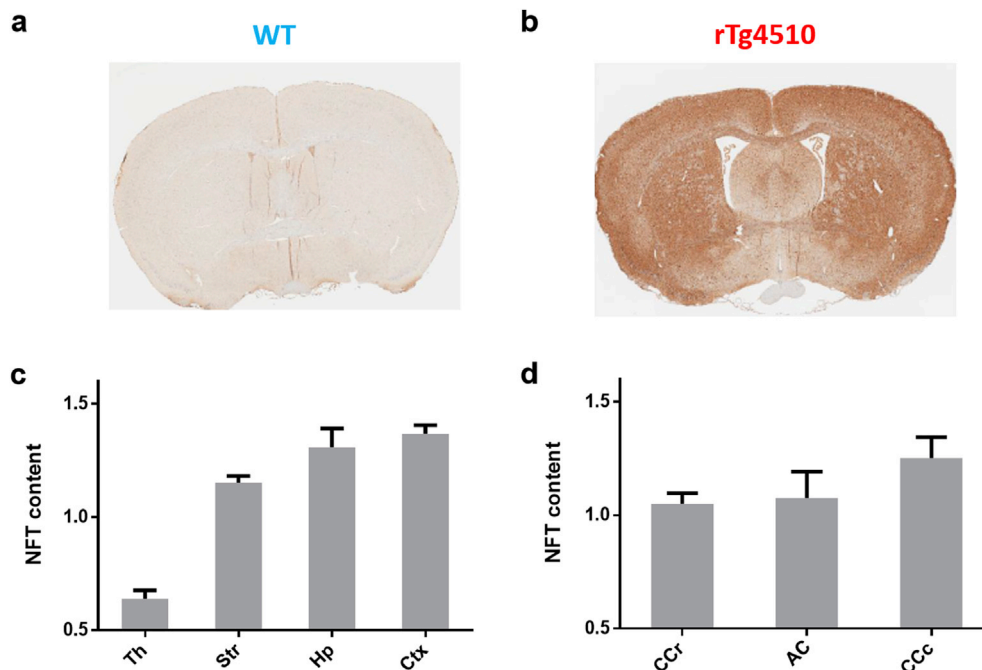 a
WT
b
rTg4510
c
NFT content
1.5
1.0
0.5
Th
Str
Hp
Ctx
d
NFT content
1.5
1.0
0.5
CCr
AC
CCc